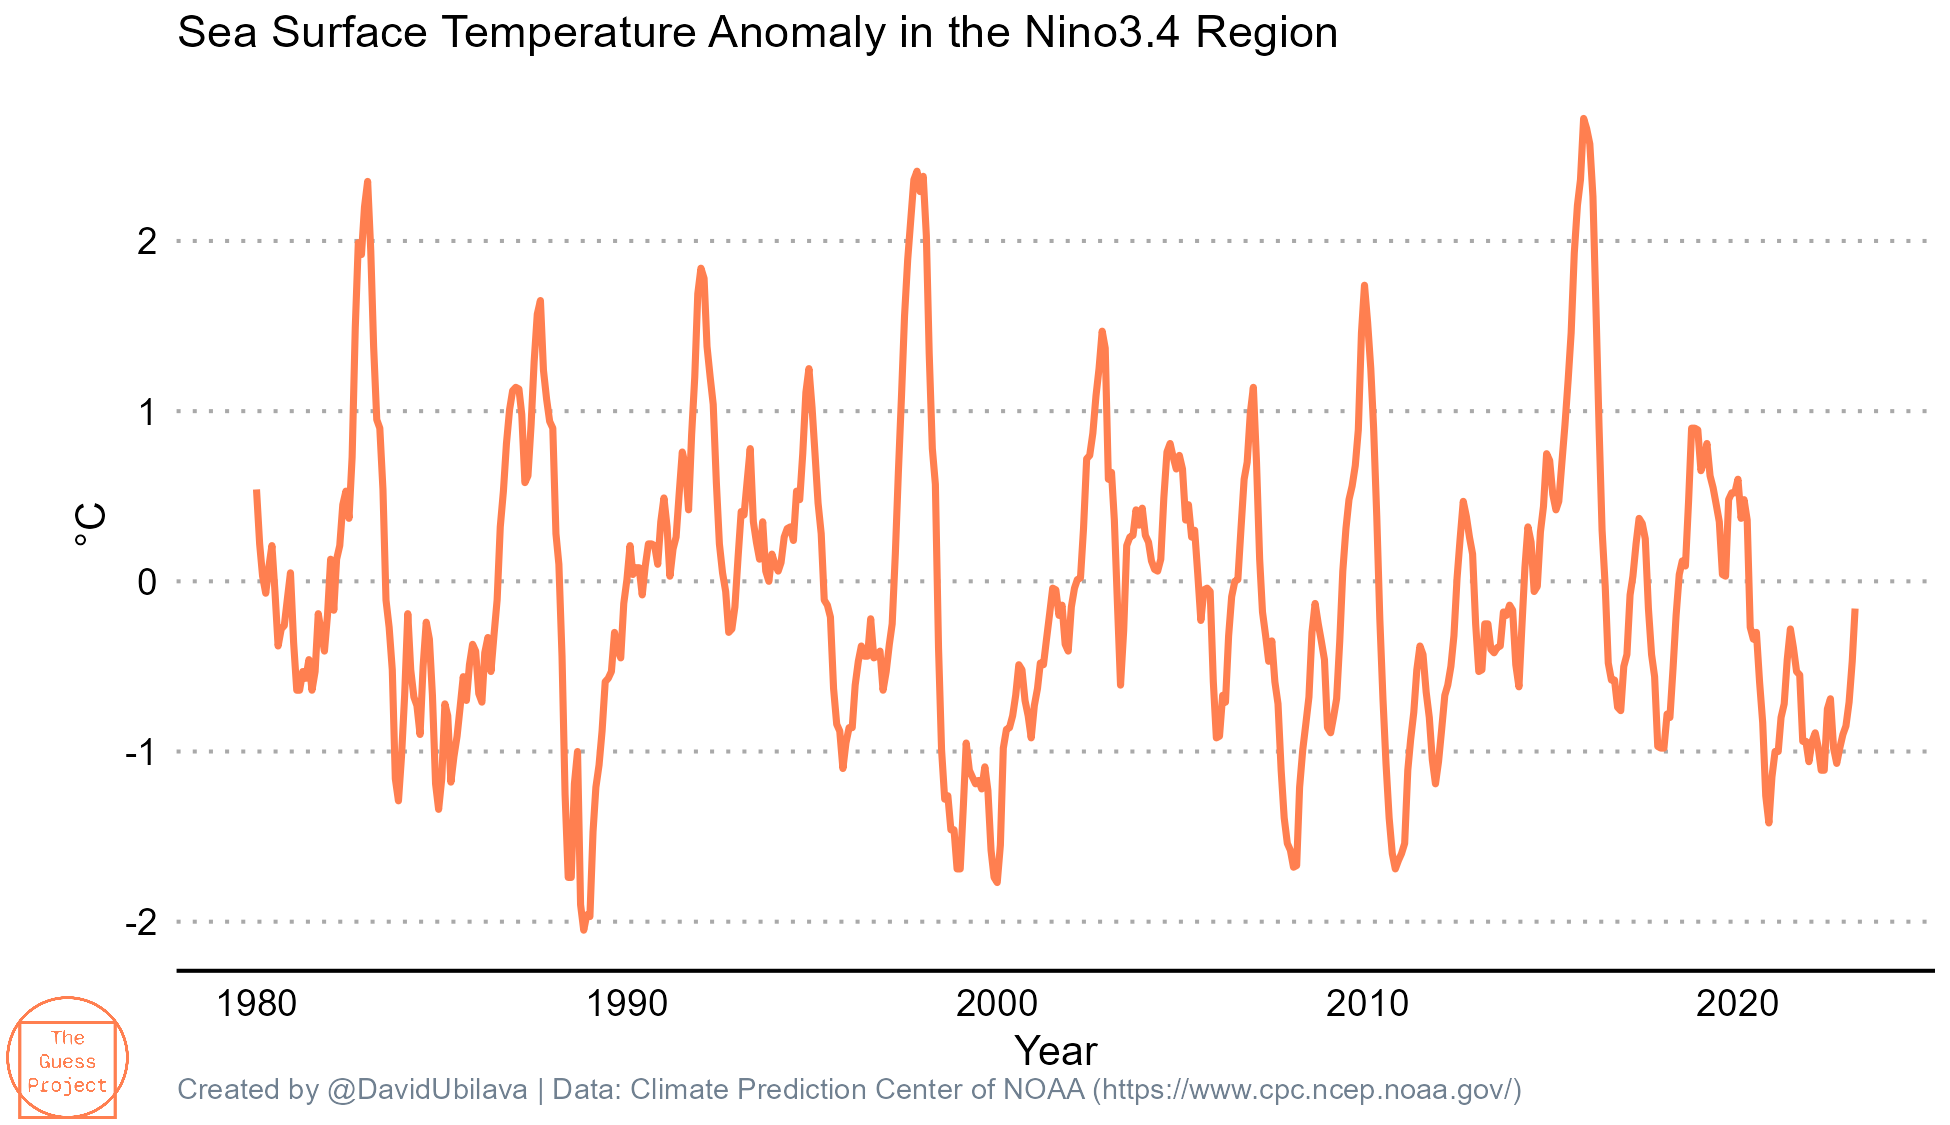 Sea Surface Temperature Anomaly in the Nino3.4 Region
2
1
0
-1
-2
°C
1980 1990 2000 2010 2020
Year
The
Guess
Project
Created by @DavidUbilava | Data: Climate Prediction Center of NOAA (https://www.cpc.ncep.noaa.gov/)